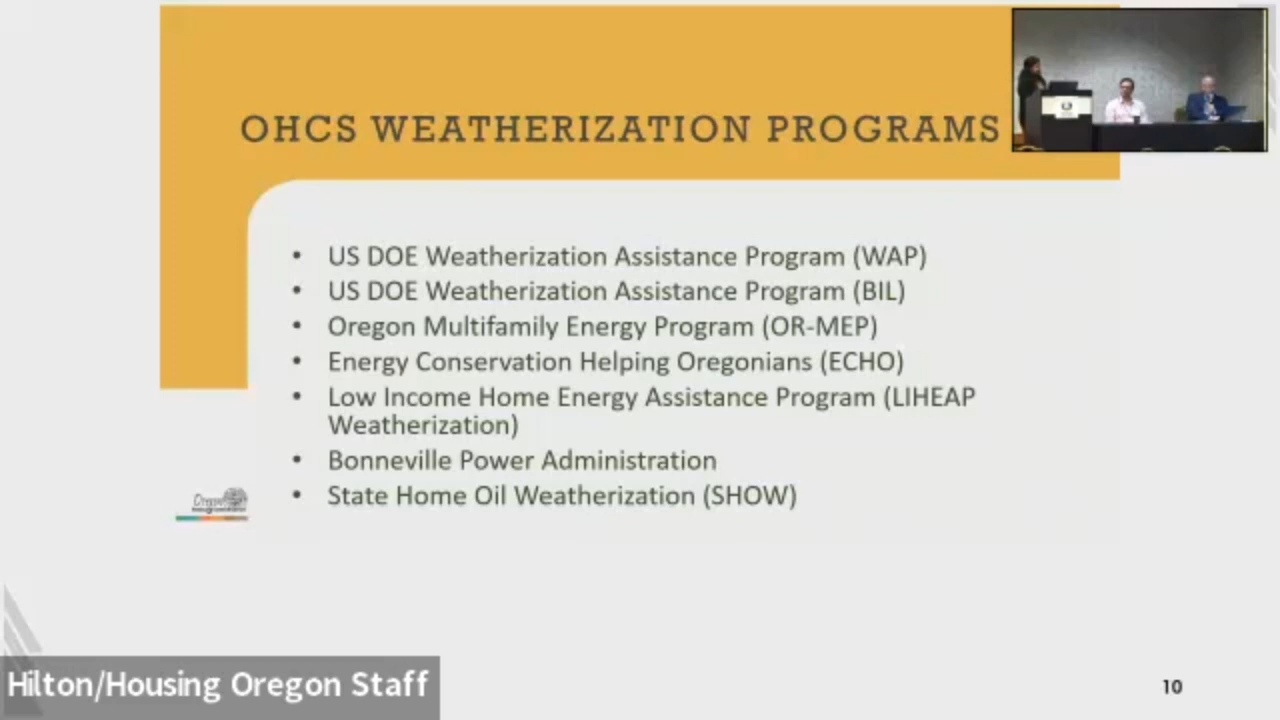 OHCS WEATHERIZATION PROGRAMS
• US DOE Weatherization Assistance Program (WAP)
• US DOE Weatherization Assistance Program (BIL)
• Oregon Multifamily Energy Program (OR-MEP)
• Energy Conservation Helping Oregonians (ECHO)
• Low Income Home Energy Assistance Program (LIHEAP
Weatherization)
• Bonneville Power Administration
• State Home Oil Weatherization (SHOW)
Oregon
Hilton/Housing Oregon Staff
10